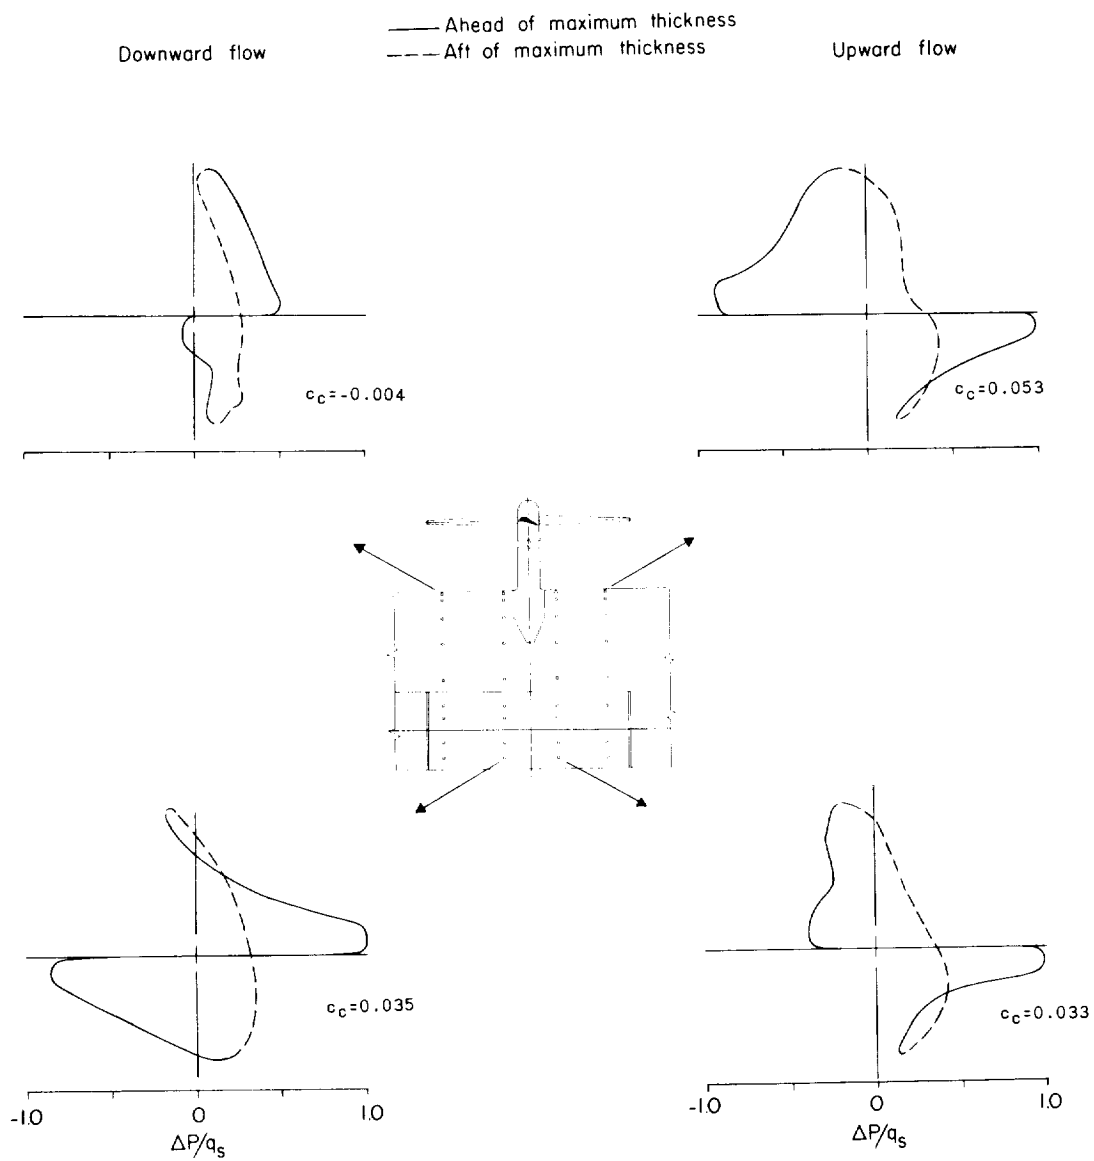 Ahead of maximum thickness
Downward flow
Aft of maximum thickness
Upward flow
c_c=-0.004
c_c=0.053
c_c=0.035
c_c=0.033
-1.0 0 1.0
ΔP/q_s
-1.0 0 1.0
ΔP/q_s